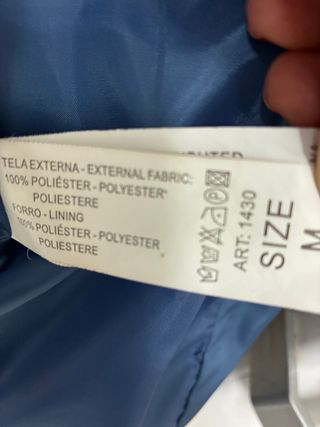 TELA EXTERNA - EXTERNAL FABRIC:
100% POLIÉSTER - POLYESTER
POLIESTERE
FORRO - LINING
100% POLIÉSTER - POLYESTER
POLIESTERE
ART: 1430
SIZE
M